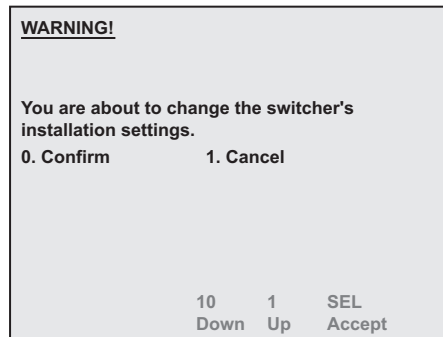 WARNING!
You are about to change the switcher's
installation settings.
0. Confirm 1. Cancel
10 1 SEL
Down Up Accept